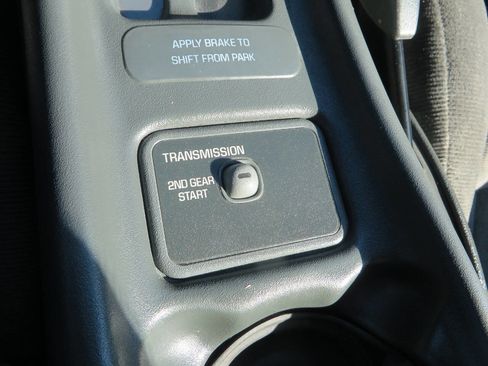 APPLY BRAKE TO
SHIFT FROM PARK
TRANSMISSION
2ND GEAR
START